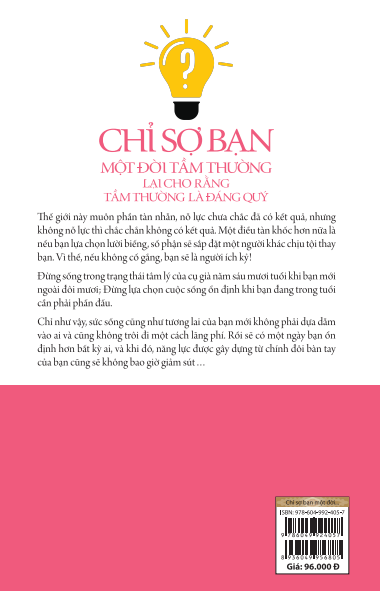 ?
CHỈ SỢ BẠN
MỘT ĐỜI TẦM THƯỜNG
LẠI CHO RẰNG
TẦM THƯỜNG LÀ ĐÁNG QUÝ
Thế giới này muôn phần tàn nhẫn, nỗ lực chưa chắc đã có kết quả, nhưng
không nỗ lực thì chắc chắn không có kết quả. Một điều tàn khốc hơn nữa là
nếu bạn lựa chọn lười biếng, số phận sẽ sắp đặt một người khác chịu tội thay
bạn. Vì thế, nếu không cố gắng, bạn sẽ là người ích kỷ!
Đừng sống trong trạng thái tâm lý của cụ già năm sáu mươi tuổi khi bạn mới
ngoài đôi mươi; Đừng lựa chọn cuộc sống ổn định khi bạn đang trong tuổi
cần phải phấn đấu.
Chỉ như vậy, sức sống cũng như tương lai của bạn mới không phải dựa dẫm
vào ai và cũng không trôi đi một cách lãng phí. Rồi sẽ có một ngày bạn ổn
định hơn bất kỳ ai, và khi đó, năng lực được gây dựng từ chính đôi bàn tay
của bạn cũng sẽ không bao giờ giảm sút ...
Chỉ sợ bạn một đời...
ISBN: 978-604-992-405-7
9 786049 924057
8 936049 956805
Giá: 96.000 Đ